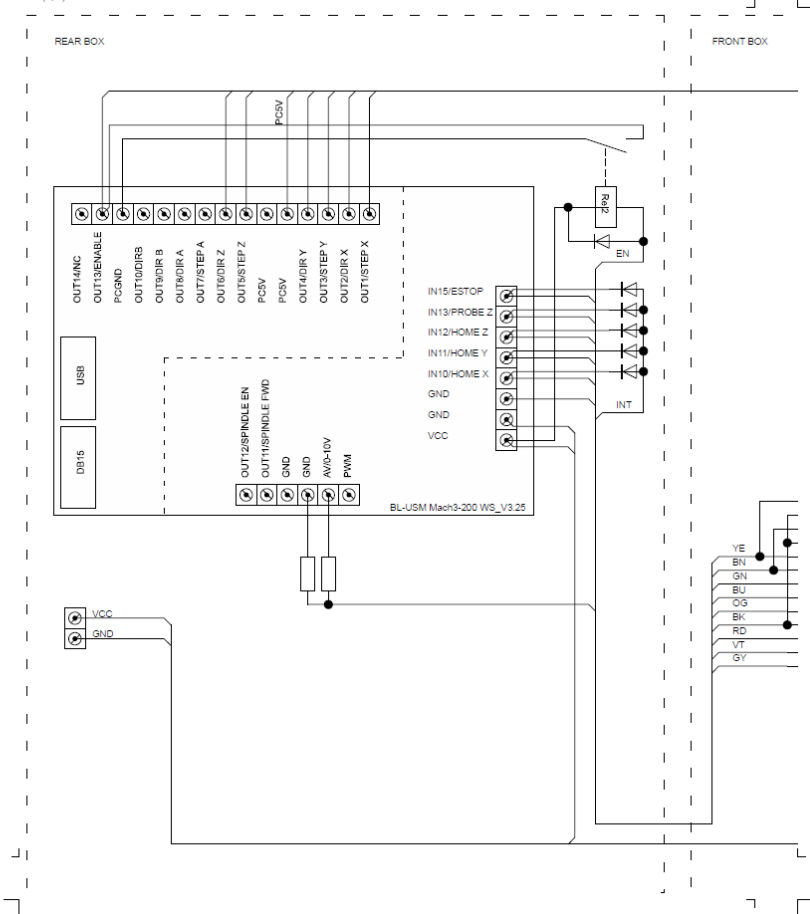 REAR BOX
FRONT BOX
PC5V
Rel2
EN
OUT14/NC
OUT13/ENABLE
PCGND
OUT10/DIRB
OUT9/DIR B
OUT8/DIR A
OUT7/STEP A
OUT6/DIR Z
OUT5/STEP Z
PC5V
PC5V
OUT4/DIR Y
OUT3/STEP Y
OUT2/DIR X
OUT1/STEP X
IN15/ESTOP
IN13/PROBE Z
IN12/HOME Z
IN11/HOME Y
IN10/HOME X
GND
GND
VCC
INT
USB
DB15
OUT12/SPINDLE EN
OUT11/SPINDLE FWD
GND
GND
AV/0-10V
PWM
BL-USM Mach3-200 WS_V3.25
YE
BN
GN
BU
OG
BK
RD
VT
GY
VCC
GND